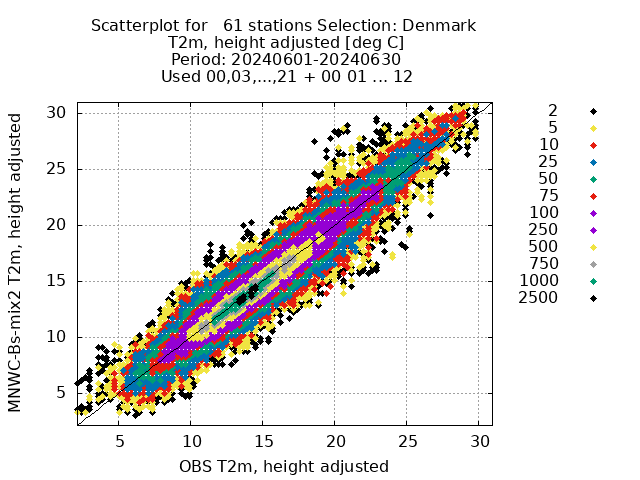 Scatterplot for   61 stations Selection: Denmark
T2m, height adjusted [deg C]
Period: 20240601-20240630
Used 00,03,...,21 + 00 01 ... 12
MNWC-Bs-mix2 T2m, height adjusted
30
25
20
15
10
5
5 10 15 20 25 30
OBS T2m, height adjusted
2
5
10
25
50
75
100
250
500
750
1000
2500